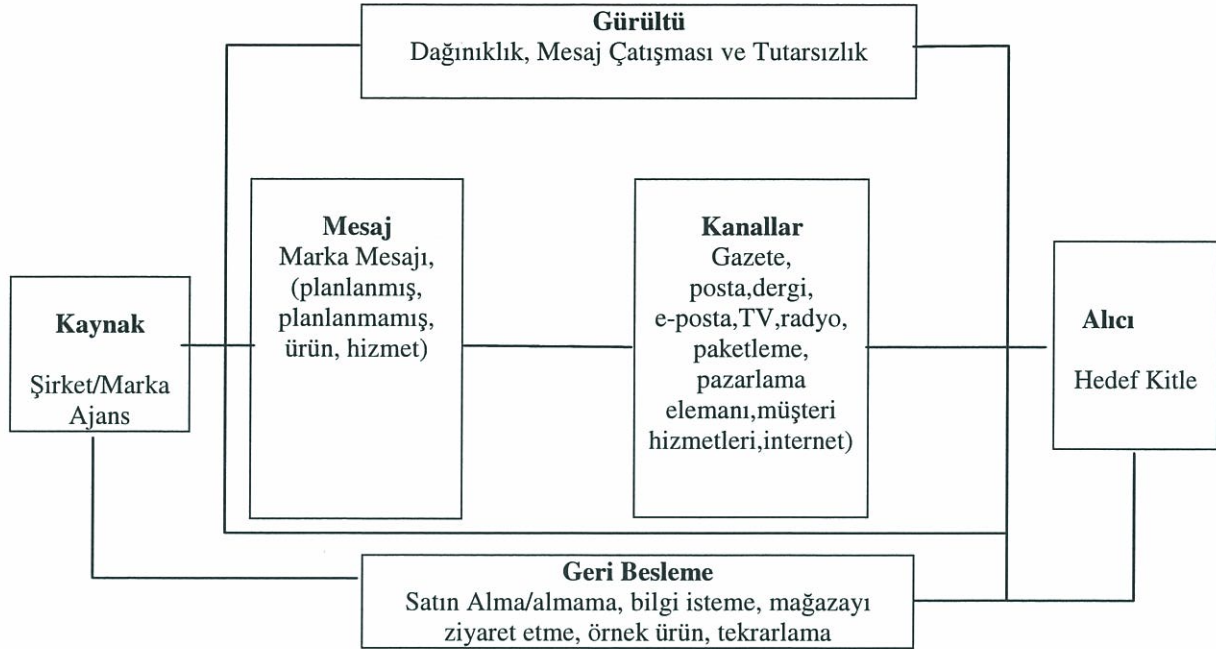 Gürültü
Dağınıklık, Mesaj Çatışması ve Tutarsızlık
Kaynak
Şirket/Marka
Ajans
Mesaj
Marka Mesajı,
(planlanmış,
planlanmamış,
ürün, hizmet)
Kanallar
Gazete,
posta,dergi,
e-posta,TV,radyo,
paketleme,
pazarlama
elemanı,müşteri
hizmetleri,internet)
Alıcı
Hedef Kitle
Geri Besleme
Satın Alma/almama, bilgi isteme, mağazayı
ziyaret etme, örnek ürün, tekrarlama